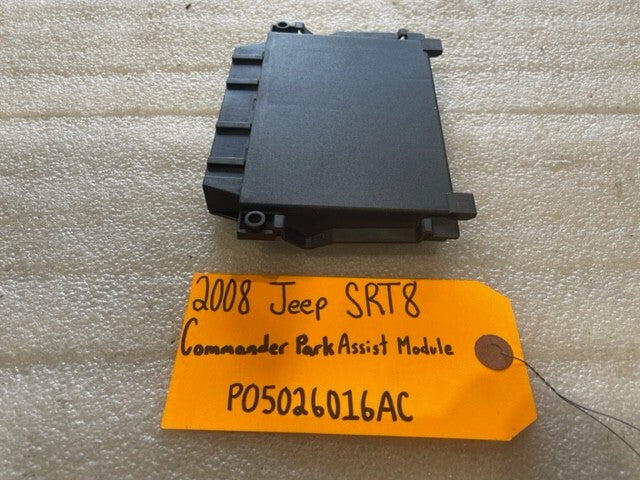 2008 Jeep SRT8
Commander Park Assist Module
P05026016AC